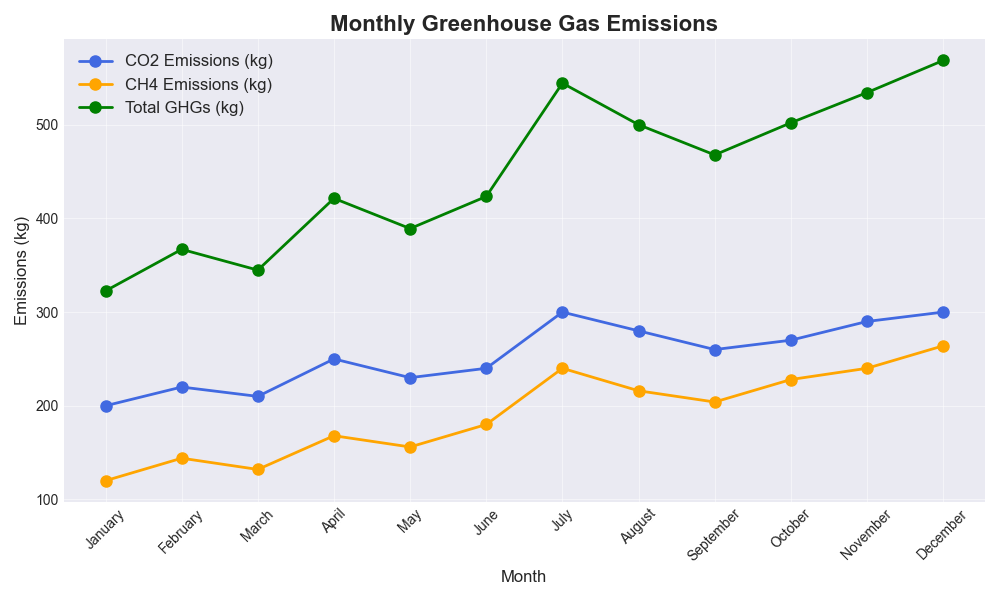 Monthly Greenhouse Gas Emissions
CO2 Emissions (kg)
CH4 Emissions (kg)
Total GHGs (kg)
Emissions (kg)
500
400
300
200
100
January
February
March
April
May
June
July
August
September
October
November
December
Month